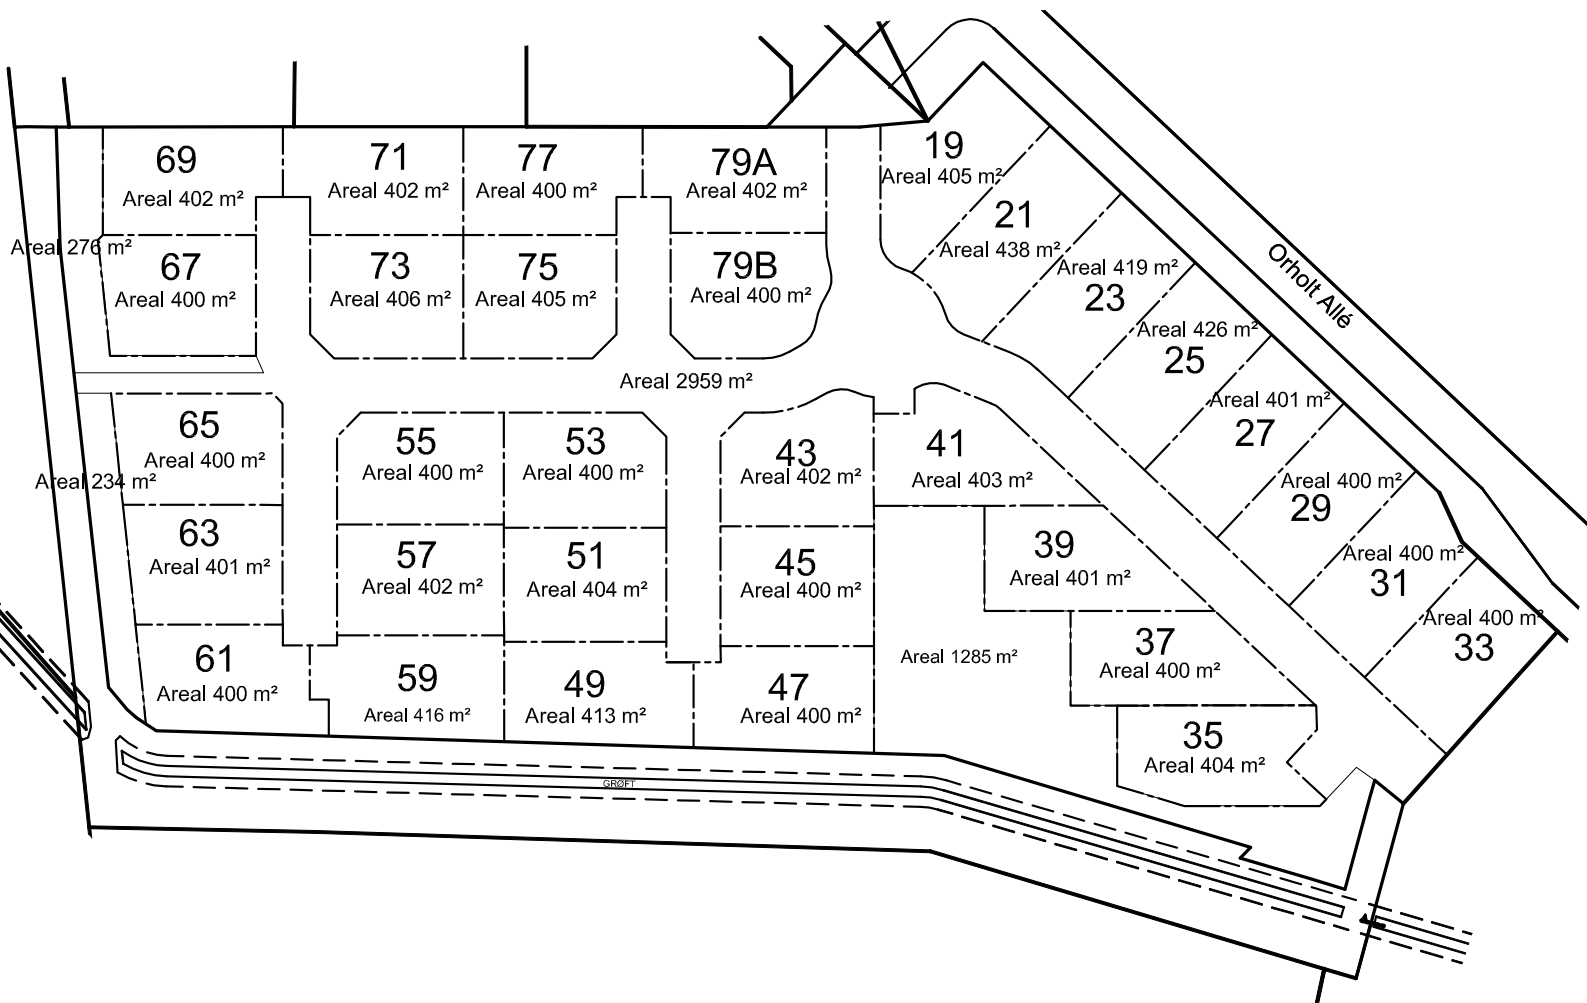 69
Areal 402 m²
71
Areal 402 m²
77
Areal 400 m²
79A
Areal 402 m²
19
Areal 405 m²
21
Areal 438 m²
Areal 276 m²
67
Areal 400 m²
73
Areal 406 m²
75
Areal 405 m²
79B
Areal 400 m²
Areal 419 m²
23
Orholt Allé
Areal 426 m²
25
Areal 2959 m²
Areal 401 m²
27
65
Areal 400 m²
55
Areal 400 m²
53
Areal 400 m²
43
Areal 402 m²
41
Areal 403 m²
Areal 400 m²
29
Areal 234 m²
63
Areal 401 m²
57
Areal 402 m²
51
Areal 404 m²
45
Areal 400 m²
39
Areal 401 m²
Areal 400 m²
31
Areal 400 m²
33
61
Areal 400 m²
59
Areal 416 m²
49
Areal 413 m²
47
Areal 400 m²
Areal 1285 m²
37
Areal 400 m²
35
Areal 404 m²
GRØFT